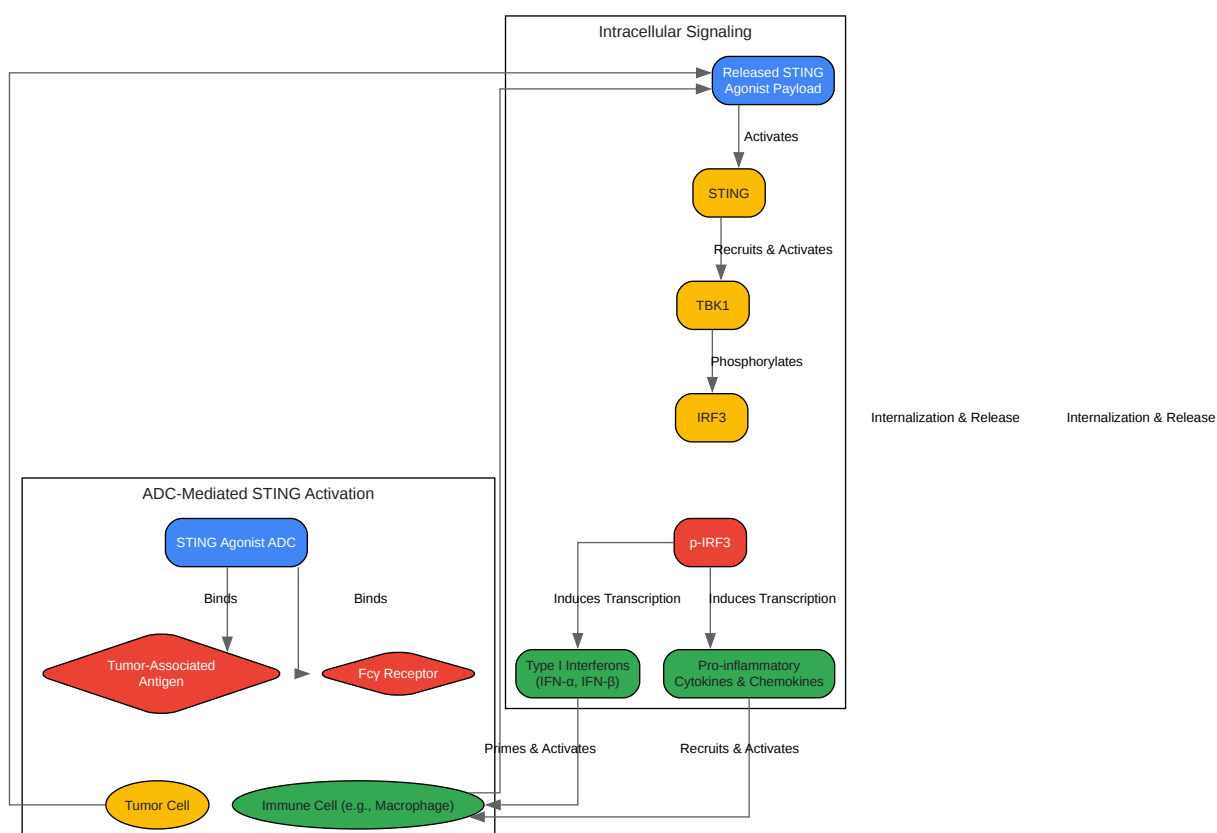 Intracellular Signaling
Released STING
Agonist Payload
Activates
STING
Recruits & Activates
TBK1
Phosphorylates
IRF3
Internalization & Release
Internalization & Release
ADC-Mediated STING Activation
STING Agonist ADC
p-IRF3
Binds
Binds
Induces Transcription
Induces Transcription
Tumor-Associated
Antigen
Fcγ Receptor
Type I Interferons
(IFN-α, IFN-β)
Pro-inflammatory
Cytokines & Chemokines
Primes & Activates
Recruits & Activates
Tumor Cell
Immune Cell (e.g., Macrophage)